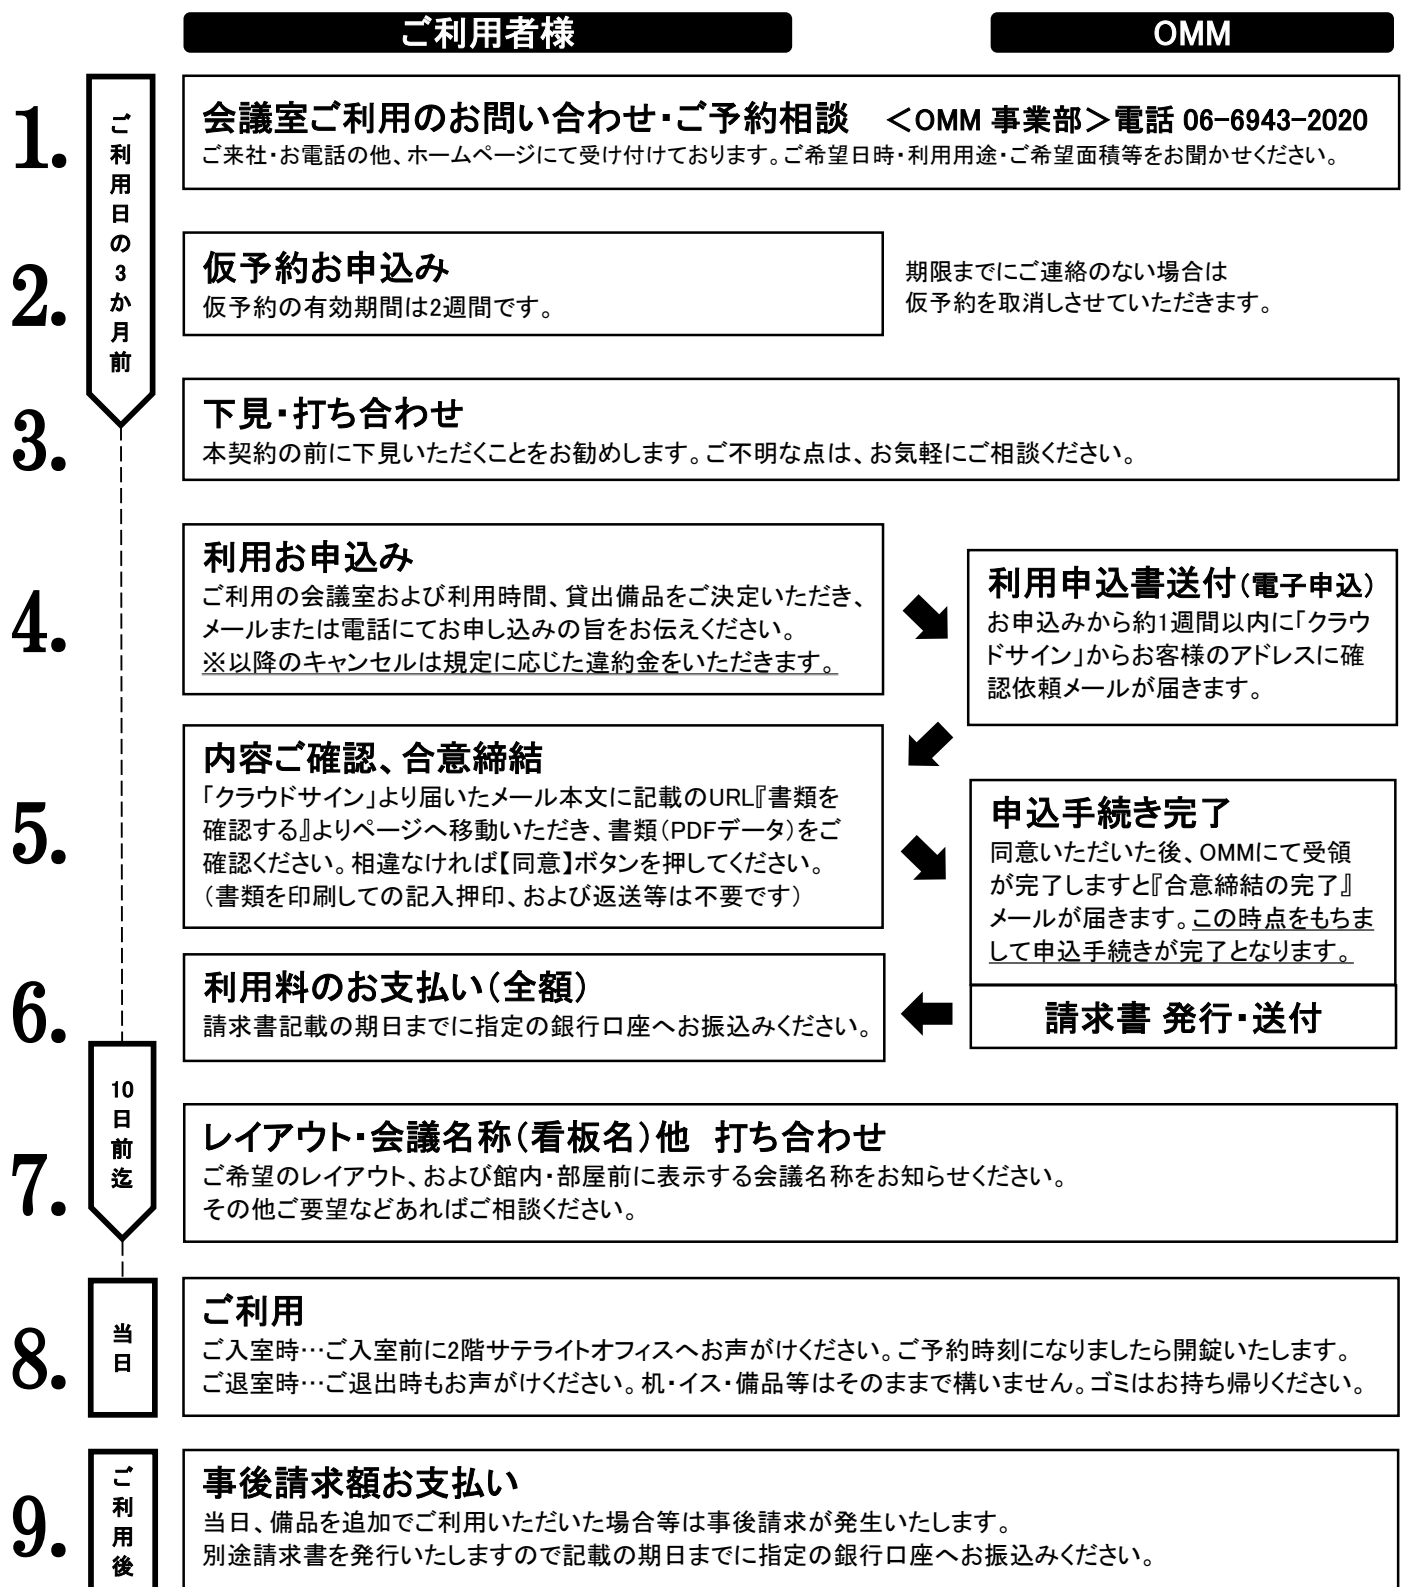 ご利用者様
OMM
1.
ご利用日の3か月前
会議室ご利用のお問い合わせ・ご予約相談　＜OMM 事業部＞電話 06-6943-2020
ご来社・お電話の他、ホームページにて受け付けております。ご希望日時・利用用途・ご希望面積等をお聞かせください。
2.
仮予約お申込み
仮予約の有効期間は2週間です。
期限までにご連絡のない場合は
仮予約を取消しさせていただきます。
3.
下見・打ち合わせ
本契約の前に下見いただくことをお勧めします。ご不明な点は、お気軽にご相談ください。
4.
利用お申込み
ご利用の会議室および利用時間、貸出備品をご決定いただき、
メールまたは電話にてお申し込みの旨をお伝えください。
※以降のキャンセルは規定に応じた違約金をいただきます。
利用申込書送付（電子申込）
お申込みから約1週間以内に「クラウ
ドサイン」からお客様のアドレスに確
認依頼メールが届きます。
5.
内容ご確認、合意締結
「クラウドサイン」より届いたメール本文に記載のURL『書類を
確認する』よりページへ移動いただき、書類（PDFデータ）をご
確認ください。相違なければ【同意】ボタンを押してください。
（書類を印刷しての記入押印、および返送等は不要です）
申込手続き完了
同意いただいた後、OMMにて受領
が完了しますと『合意締結の完了』
メールが届きます。この時点をもちま
して申込手続きが完了となります。
6.
利用料のお支払い（全額）
請求書記載の期日までに指定の銀行口座へお振込みください。
請求書 発行・送付
10日前迄
7.
レイアウト・会議名称（看板名）他　打ち合わせ
ご希望のレイアウト、および館内・部屋前に表示する会議名称をお知らせください。
その他ご要望などあればご相談ください。
8.
当日
ご利用
ご入室時…ご入室前に2階サテライトオフィスへお声がけください。ご予約時刻になりましたら開錠いたします。
ご退室時…ご退出時もお声がけください。机・イス・備品等はそのままで構いません。ゴミはお持ち帰りください。
9.
ご利用後
事後請求額お支払い
当日、備品を追加でご利用いただいた場合等は事後請求が発生いたします。
別途請求書を発行いたしますので記載の期日までに指定の銀行口座へお振込みください。